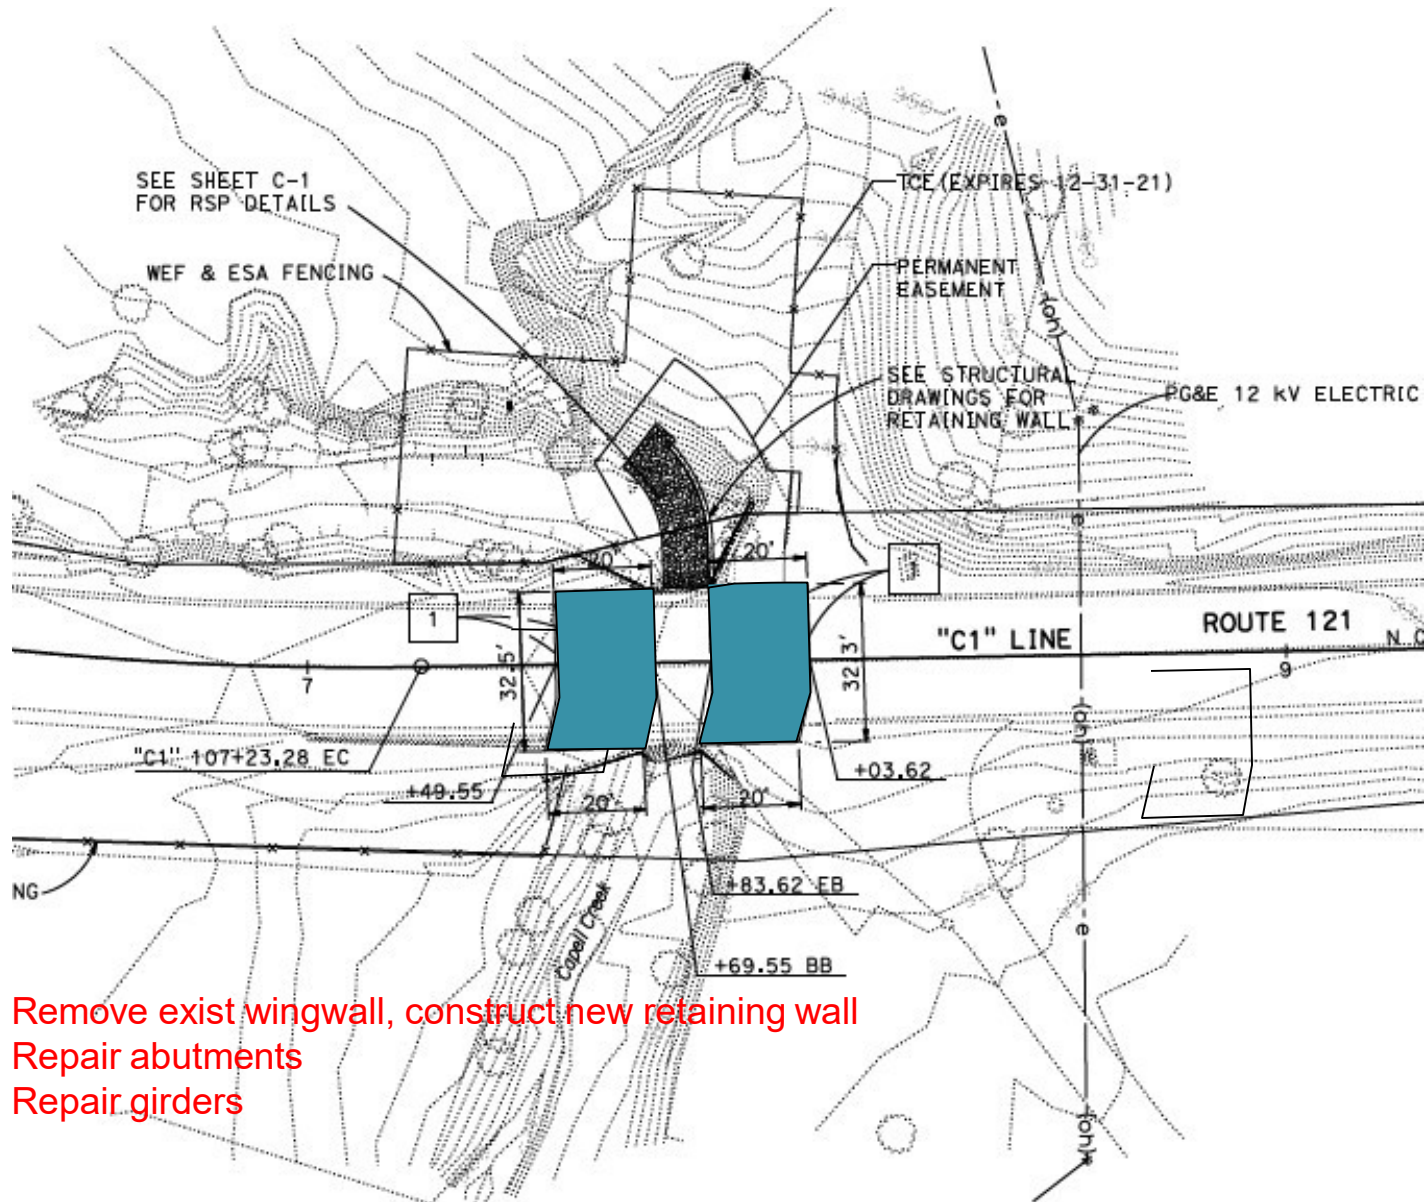 SEE SHEET C-1
FOR RSP DETAILS
WEF & ESA FENCING
TCE (EXPIRES 12-31-21)
PERMANENT
EASEMENT
SEE STRUCTURAL
DRAWINGS FOR
RETAINING WALL
PG&E 12 kV ELECTRIC
e
(oh)
e
20'
20'
1
32.5'
32.3'
"C1" LINE
ROUTE 121
7
9
(oh)
"C1" 107+23.28 EC
+49.55
20'
20'
+03.62
NG
+83.62 EB
e
Capell Creek
+69.55 BB
Remove exist wingwall, construct new retaining wall
Repair abutments
Repair girders
(oh)